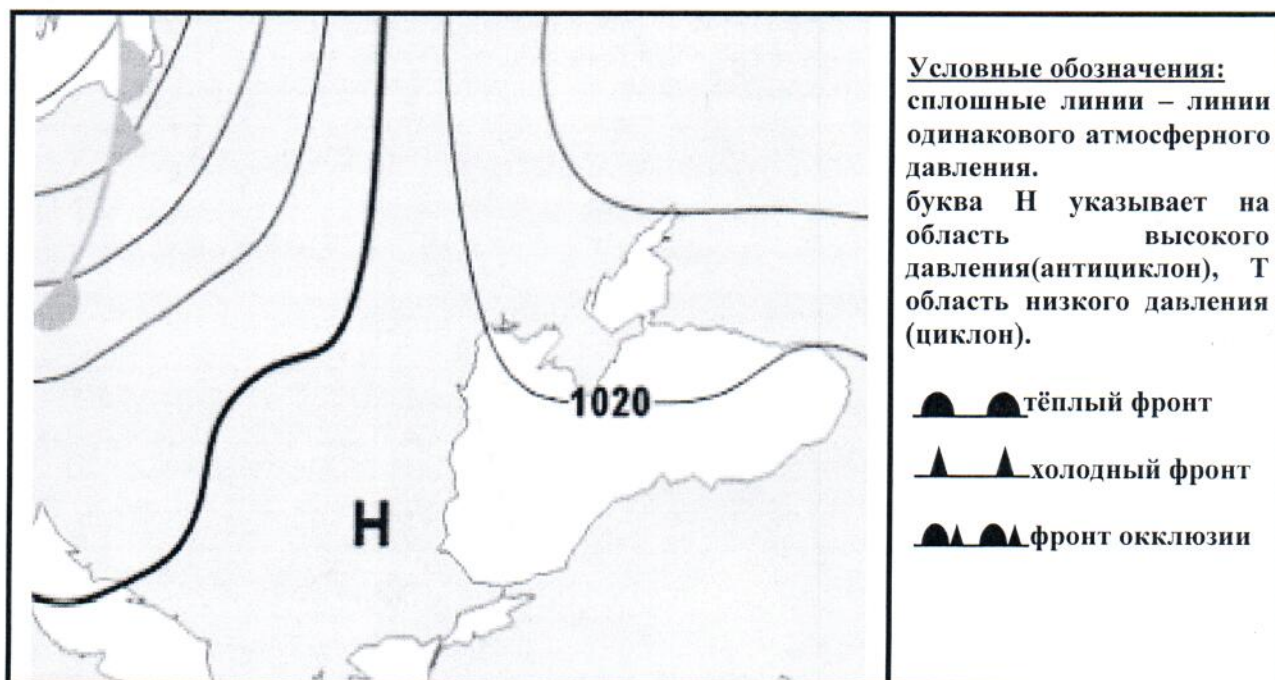 1020
Н
Условные обозначения:
сплошные линии – линии
одинакового атмосферного
давления.
буква Н указывает на
область высокого
давления(антициклон), Т
область низкого давления
(циклон).
тёплый фронт
холодный фронт
фронт окклюзии